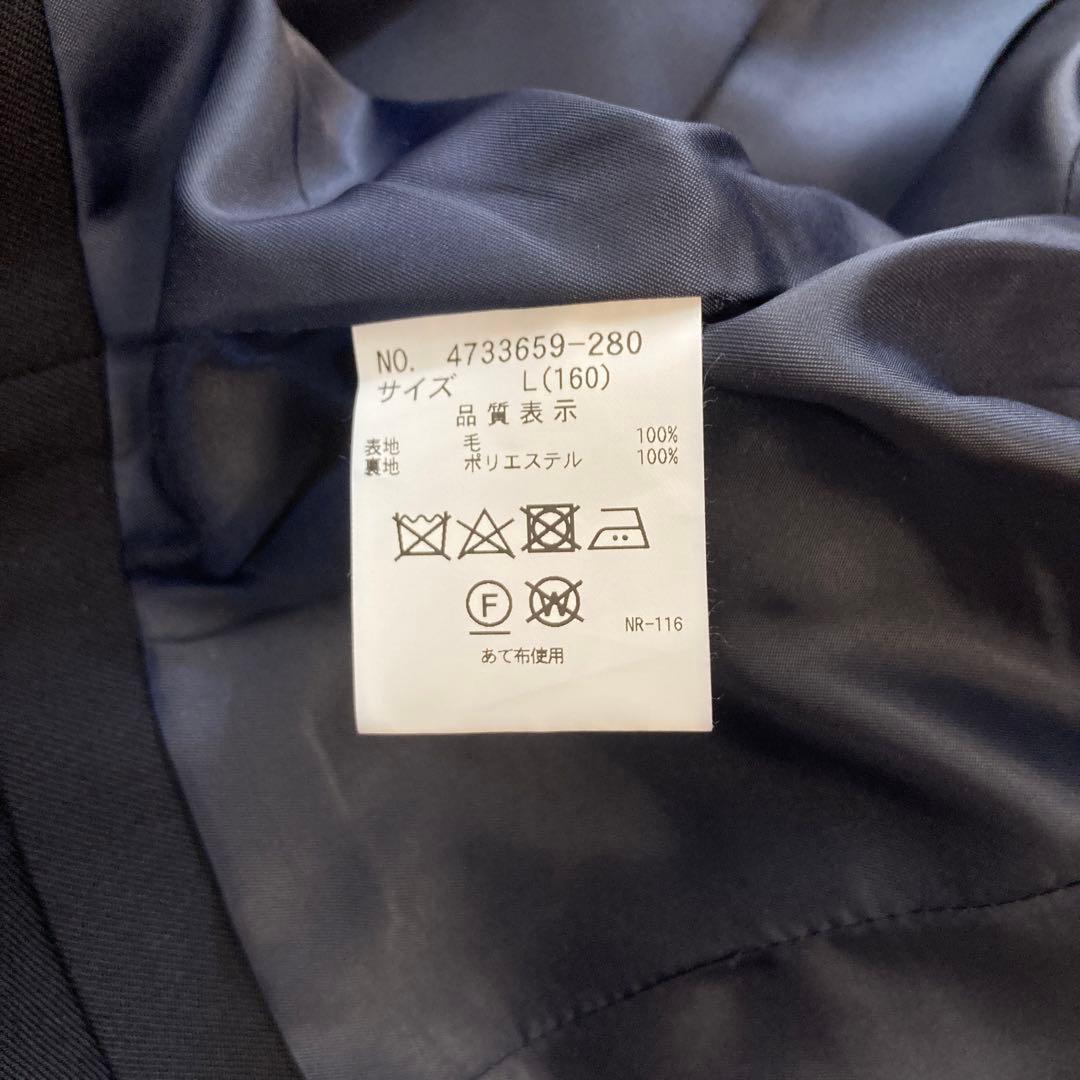 NO. 4733659-280
サイズ L(160)
品質表示
表地 毛 100%
裏地 ポリエステル 100%
F W
NR-116
あて布使用